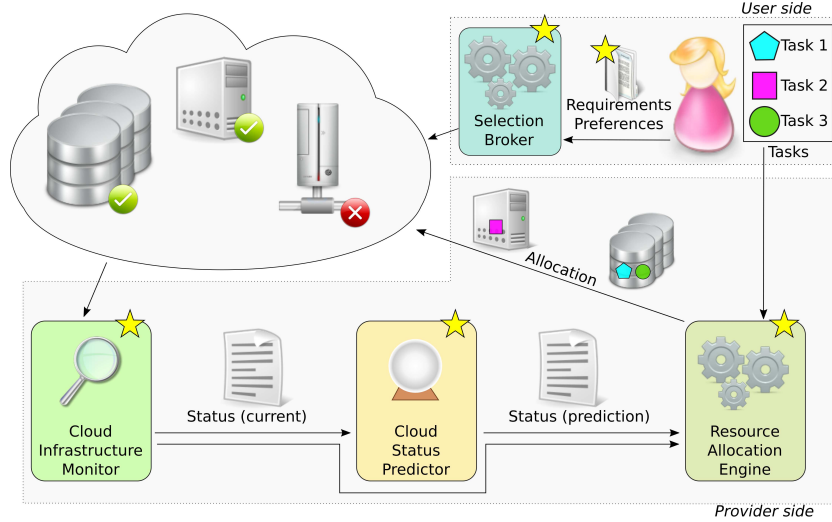 User side
Task 1
Task 2
Task 3
Requirements
Preferences
Selection
Broker
Tasks
Allocation
Status (current)
Status (prediction)
Cloud
Infrastructure
Monitor
Cloud
Status
Predictor
Resource
Allocation
Engine
Provider side